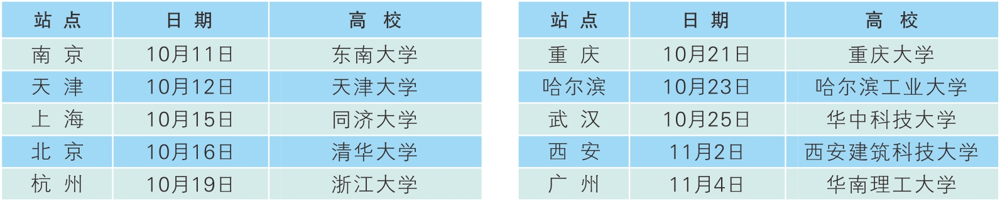 站点 日期 高校
南京 10月11日 东南大学
天津 10月12日 天津大学
上海 10月15日 同济大学
北京 10月16日 清华大学
杭州 10月19日 浙江大学
站点 日期 高校
重庆 10月21日 重庆大学
哈尔滨 10月23日 哈尔滨工业大学
武汉 10月25日 华中科技大学
西安 11月2日 西安建筑科技大学
广州 11月4日 华南理工大学